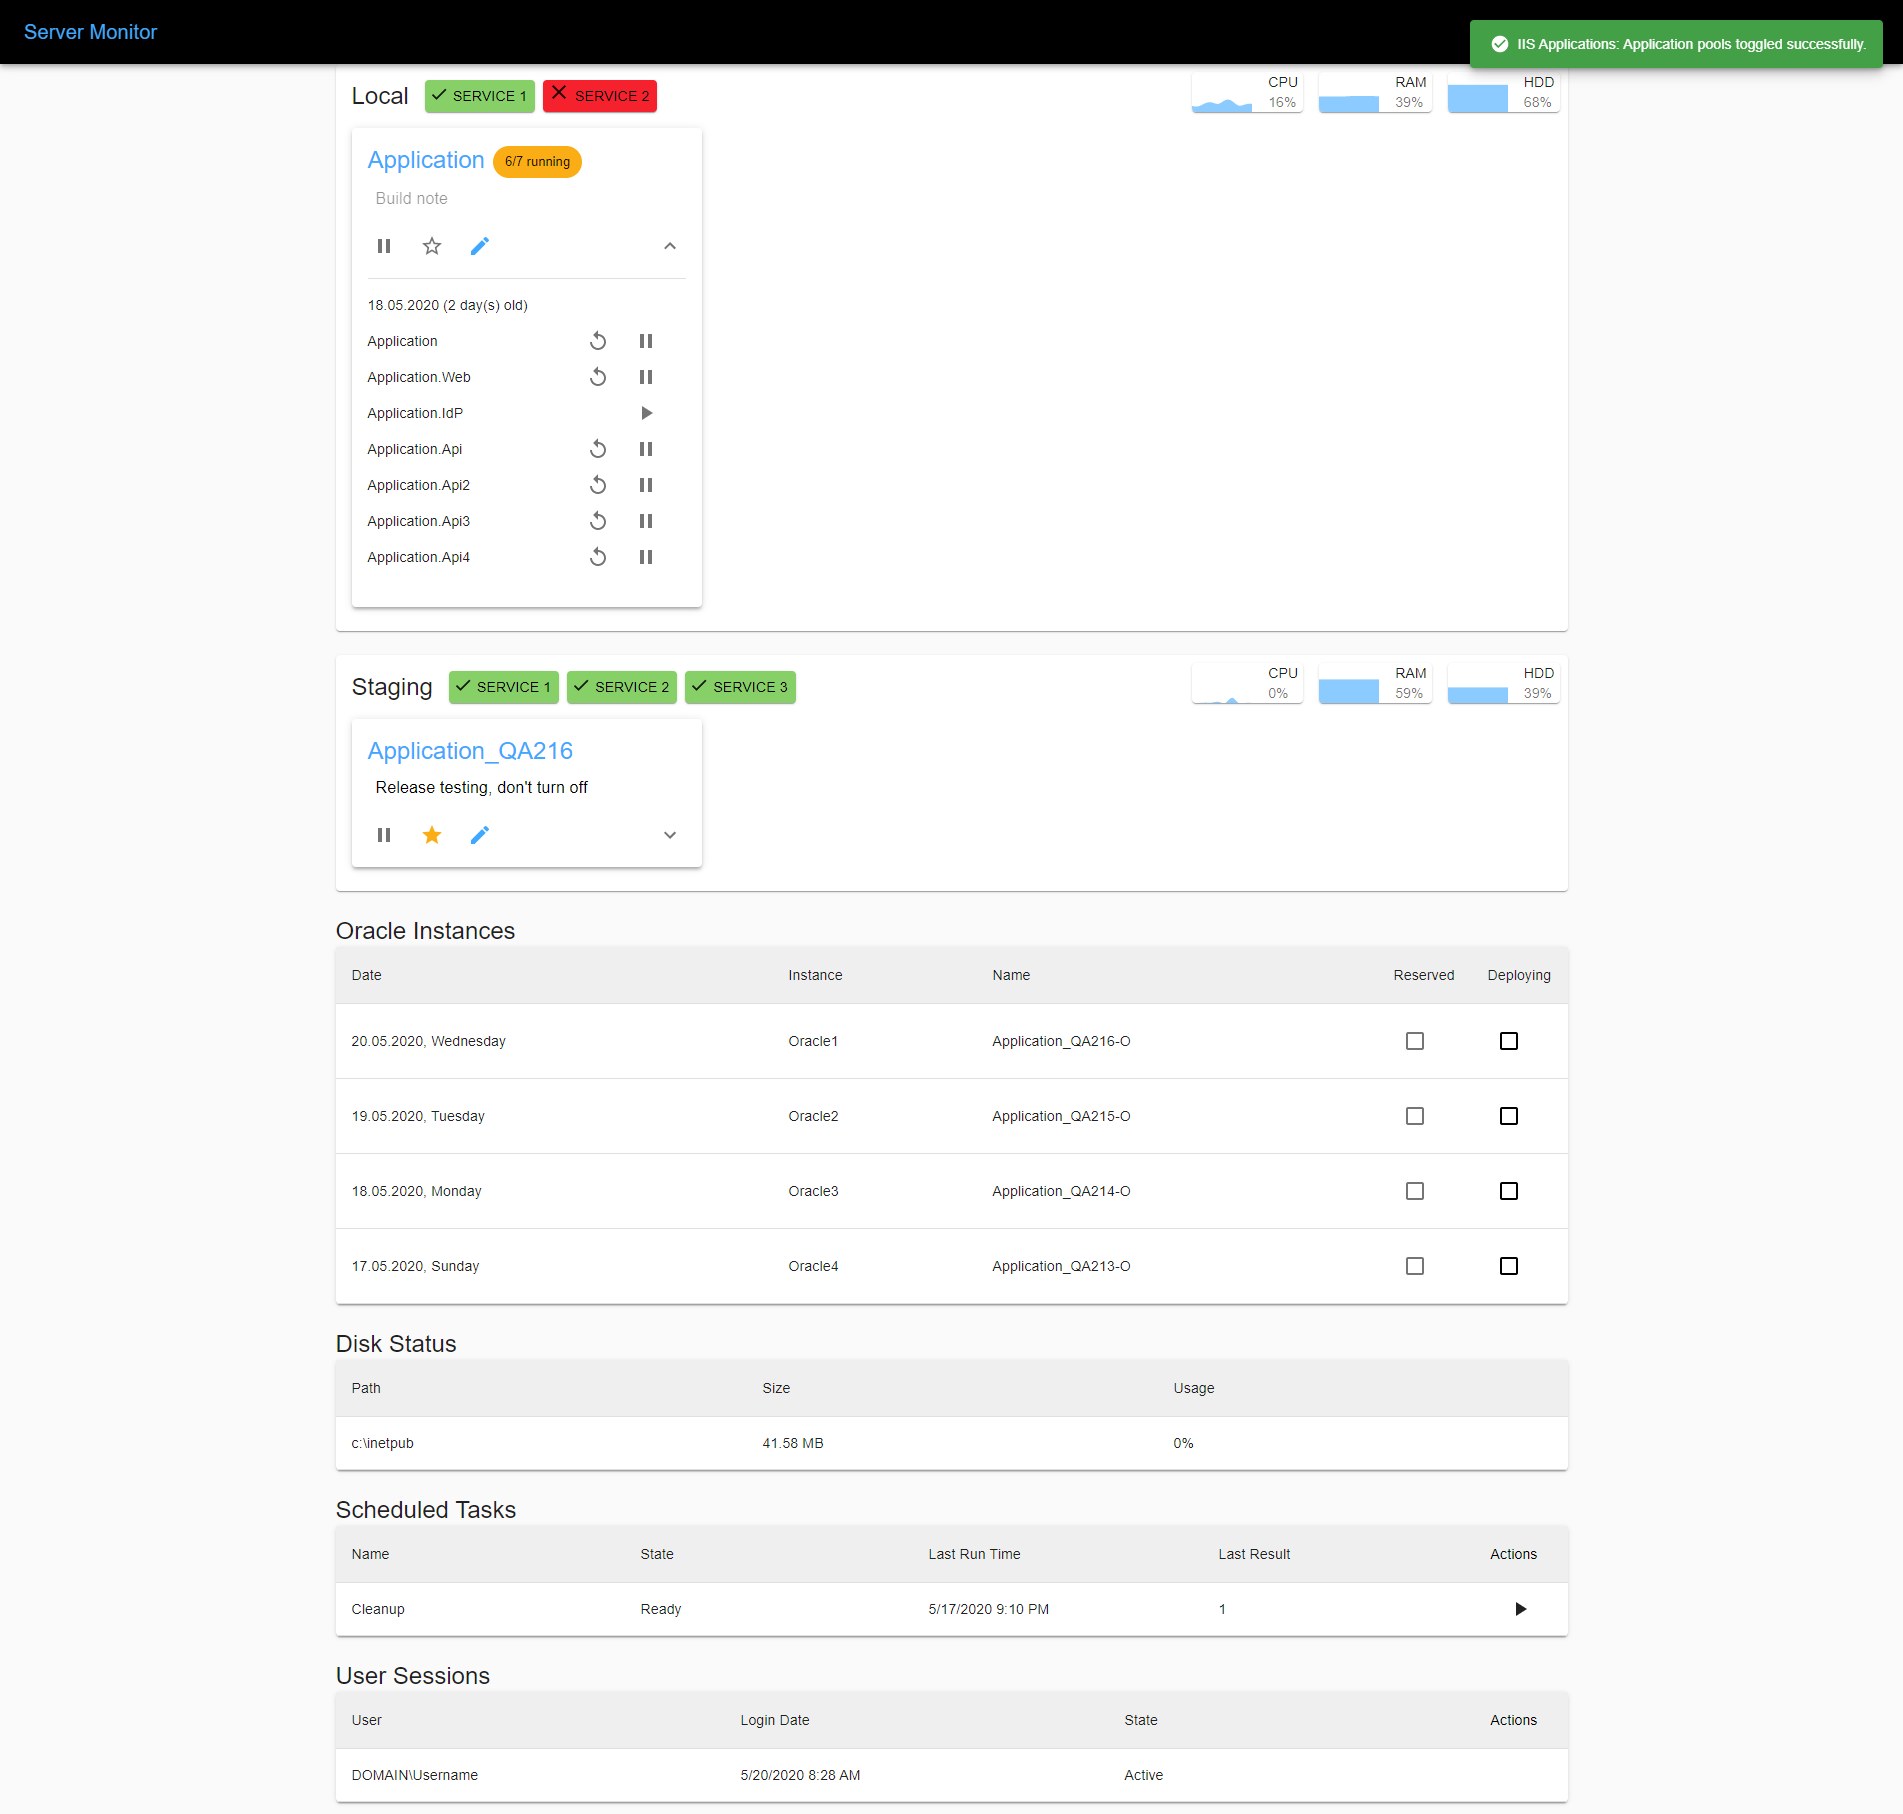 Server Monitor
IIS Applications: Application pools toggled successfully.
Local SERVICE 1 SERVICE 2 CPU 16% RAM 39% HDD 68%
Application 6/7 running
Build note
18.05.2020 (2 day(s) old)
Application
Application.Web
Application.IdP
Application.Api
Application.Api2
Application.Api3
Application.Api4
Staging SERVICE 1 SERVICE 2 SERVICE 3 CPU 0% RAM 59% HDD 39%
Application_QA216
Release testing, don't turn off
Oracle Instances
Date Instance Name Reserved Deploying
20.05.2020, Wednesday Oracle1 Application_QA216-O
19.05.2020, Tuesday Oracle2 Application_QA215-O
18.05.2020, Monday Oracle3 Application_QA214-O
17.05.2020, Sunday Oracle4 Application_QA213-O
Disk Status
Path Size Usage
c:\inetpub 41.58 MB 0%
Scheduled Tasks
Name State Last Run Time Last Result Actions
Cleanup Ready 5/17/2020 9:10 PM 1
User Sessions
User Login Date State Actions
DOMAIN\Username 5/20/2020 8:28 AM Active